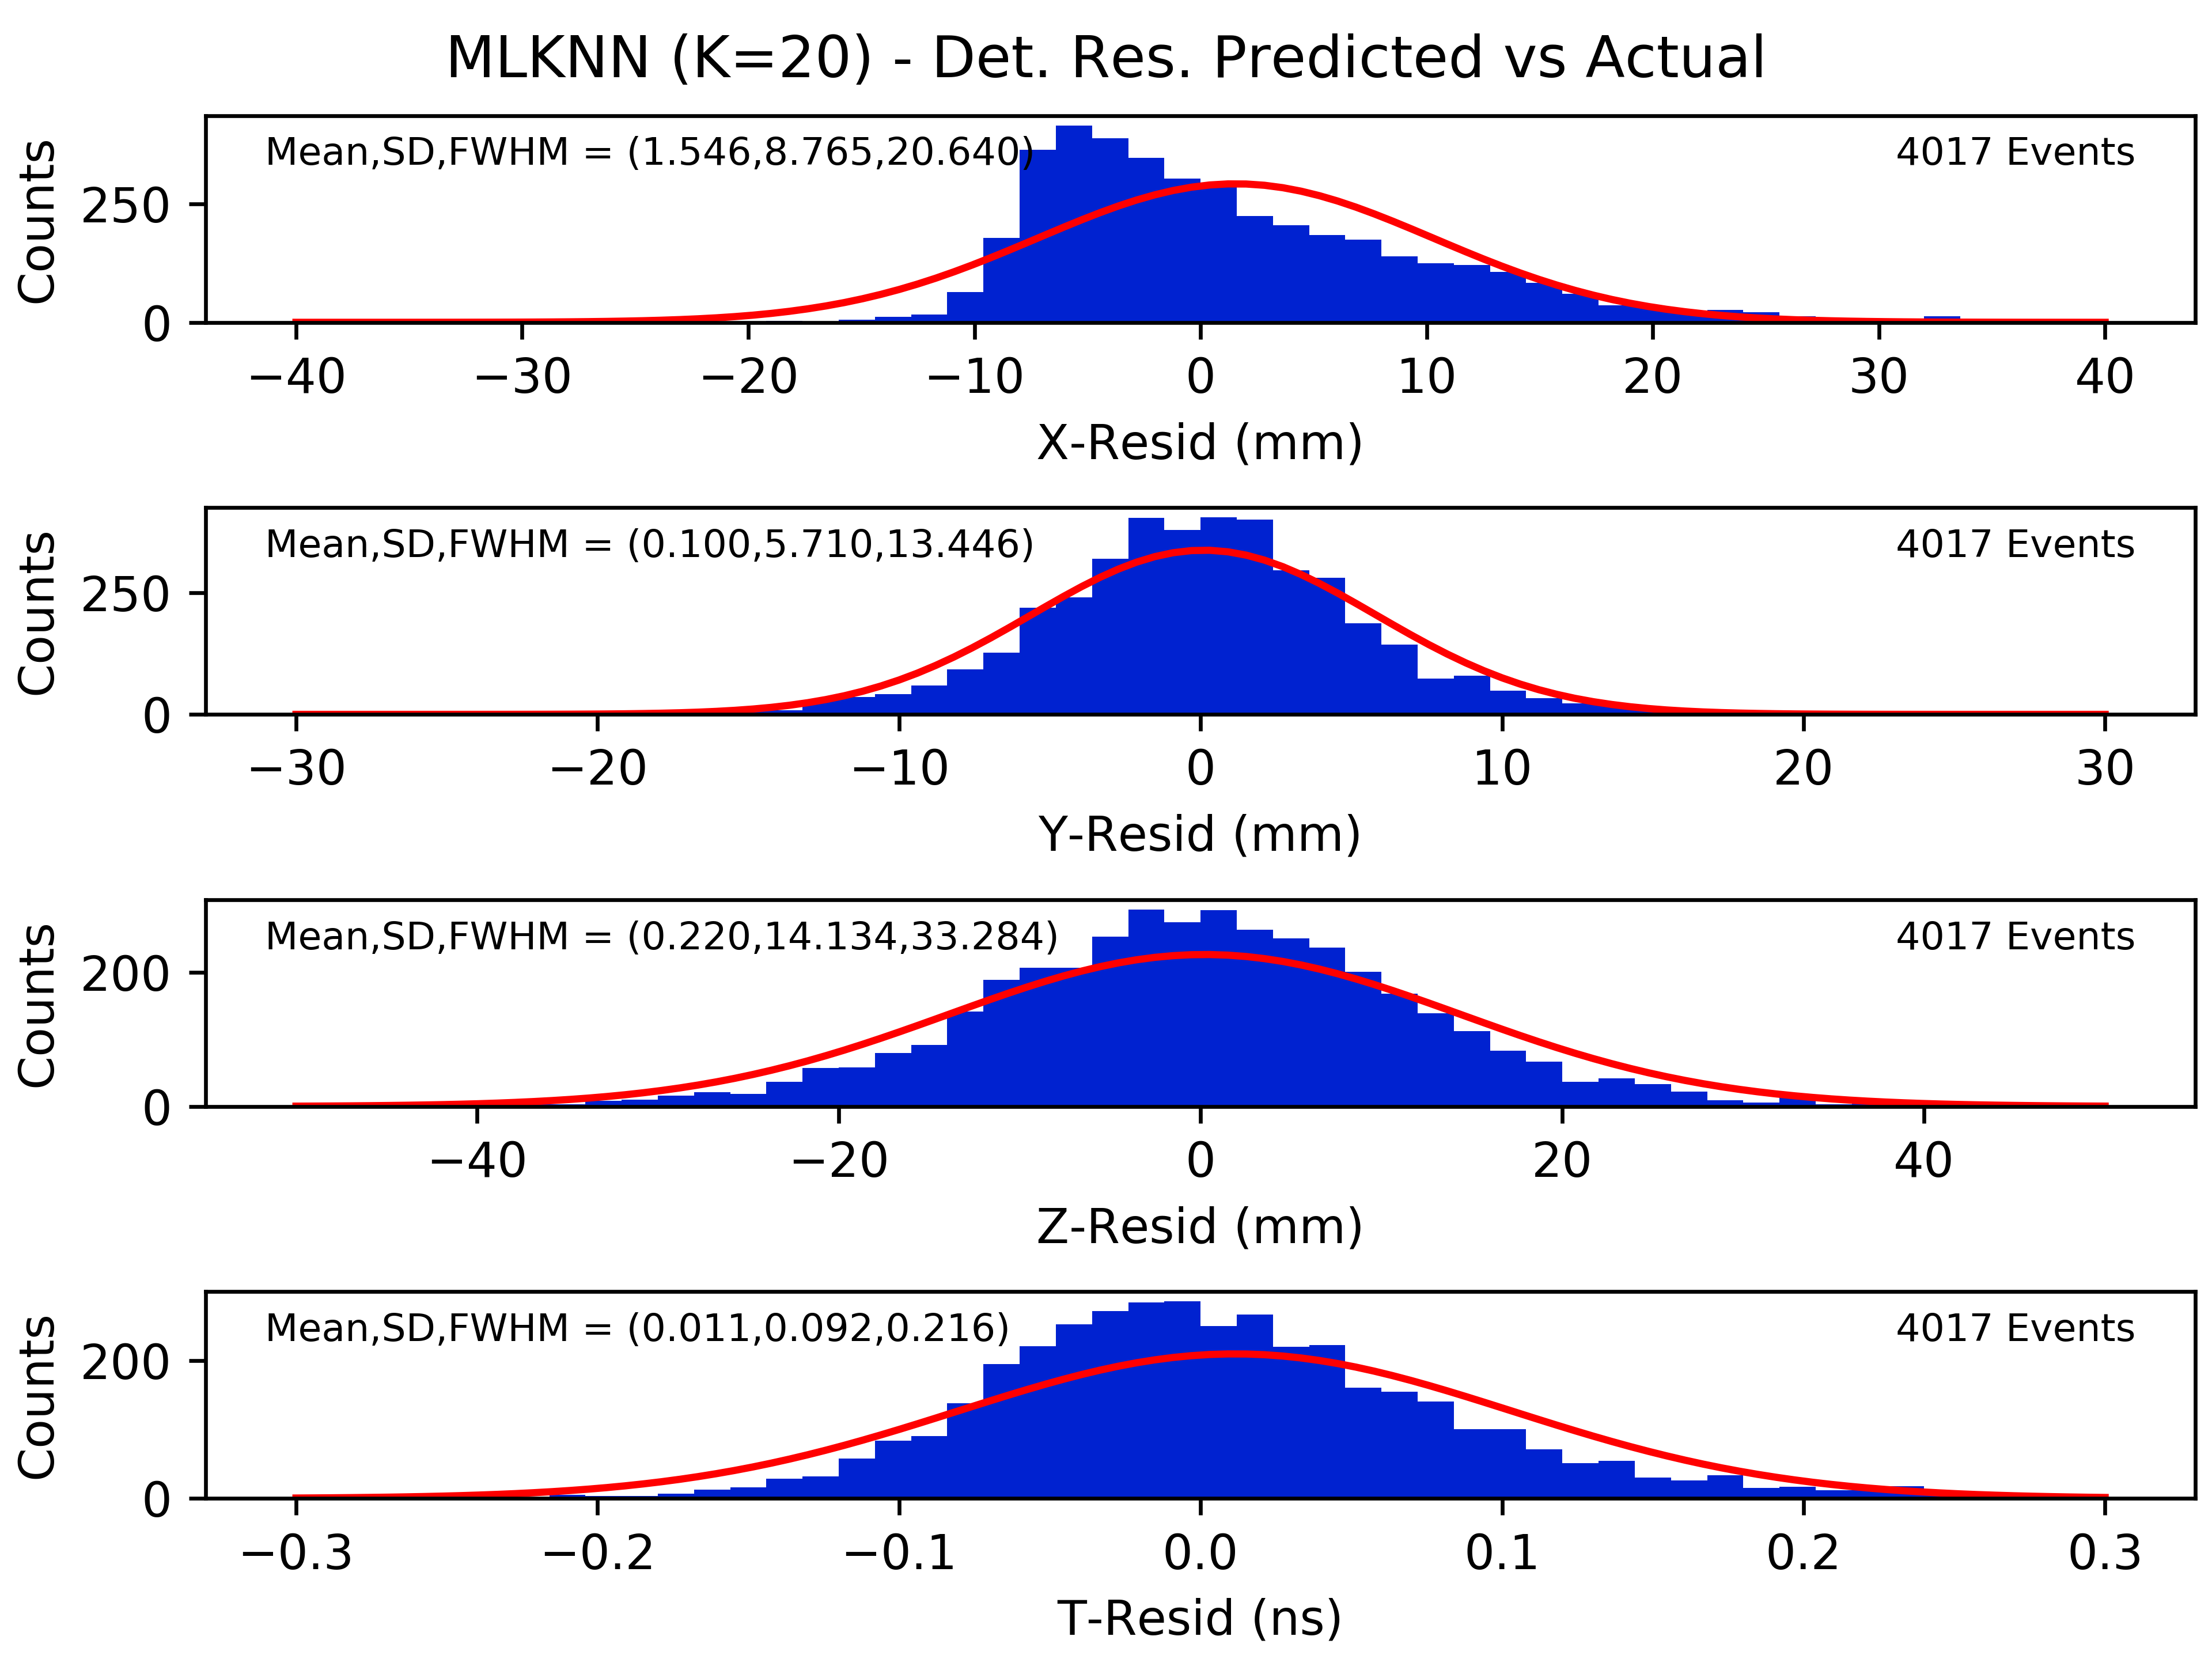 MLKNN (K=20) - Det. Res. Predicted vs Actual
Mean,SD,FWHM = (1.546,8.765,20.640) 4017 Events
Counts
250
0
−40 −30 −20 −10 0 10 20 30 40
X-Resid (mm)
Mean,SD,FWHM = (0.100,5.710,13.446) 4017 Events
Counts
250
0
−30 −20 −10 0 10 20 30
Y-Resid (mm)
Mean,SD,FWHM = (0.220,14.134,33.284) 4017 Events
Counts
200
0
−40 −20 0 20 40
Z-Resid (mm)
Mean,SD,FWHM = (0.011,0.092,0.216) 4017 Events
Counts
200
0
−0.3 −0.2 −0.1 0.0 0.1 0.2 0.3
T-Resid (ns)